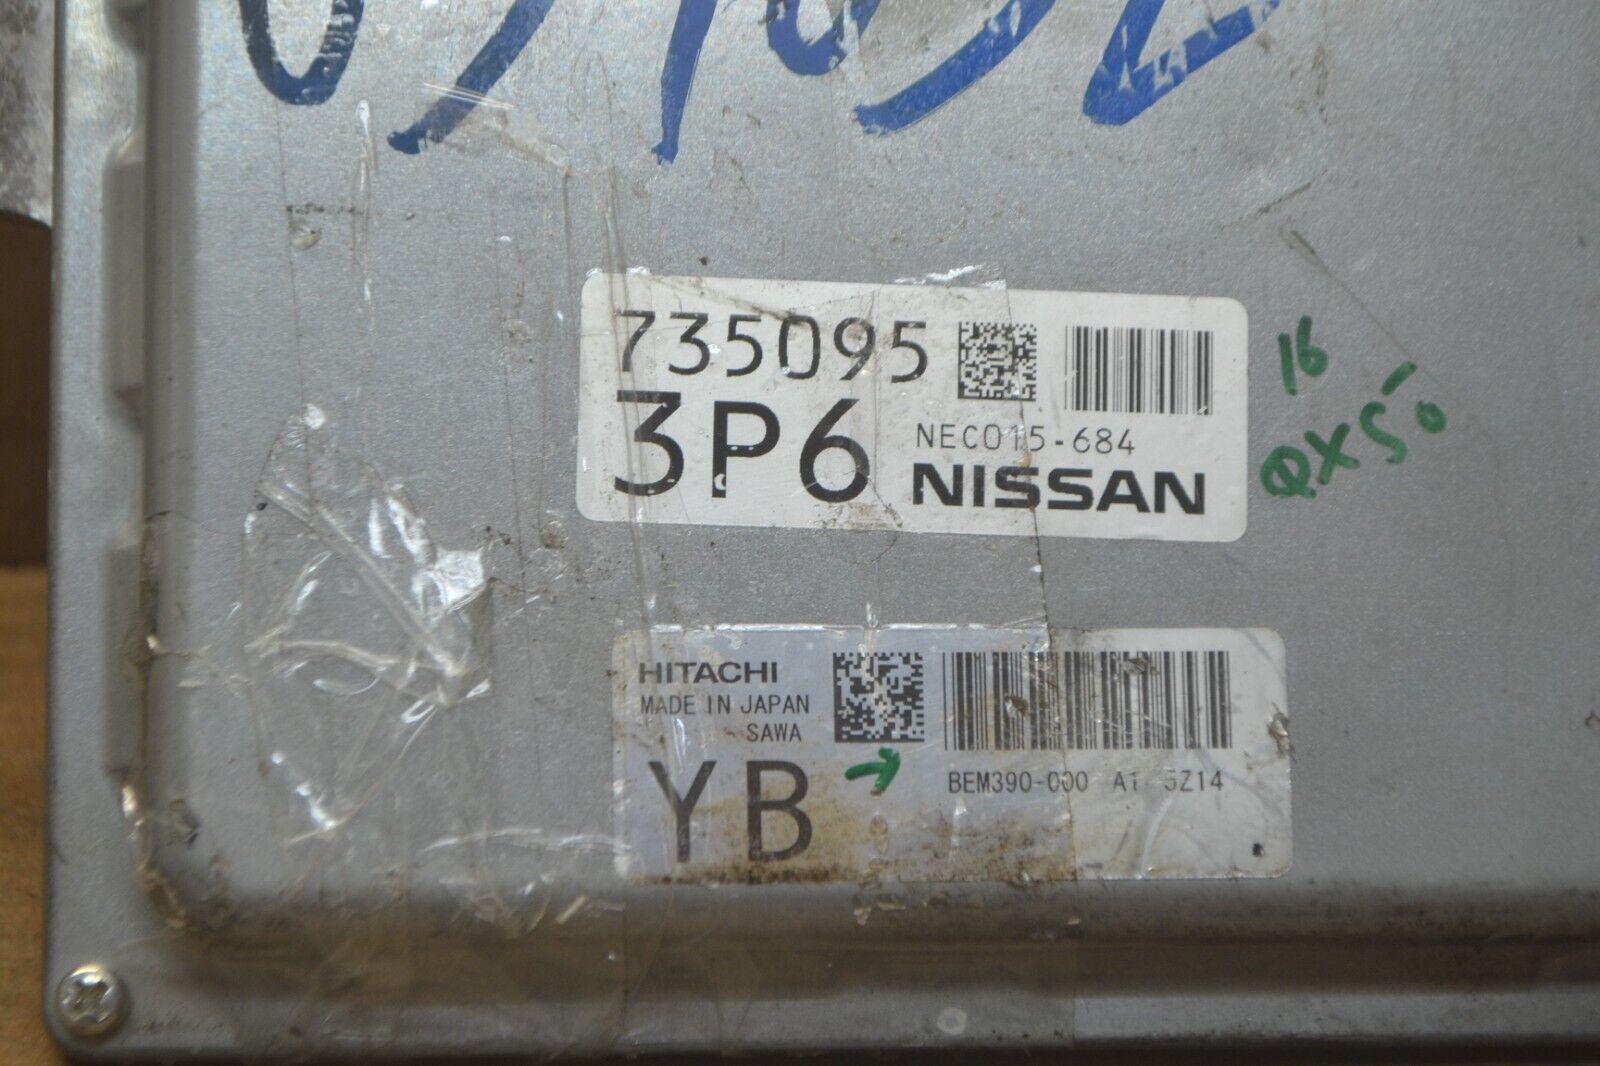 735095
3P6
NEC015-684
NISSAN
16
QX50
HITACHI
MADE IN JAPAN
SAWA
YB
BEM390-000 A1 5Z14